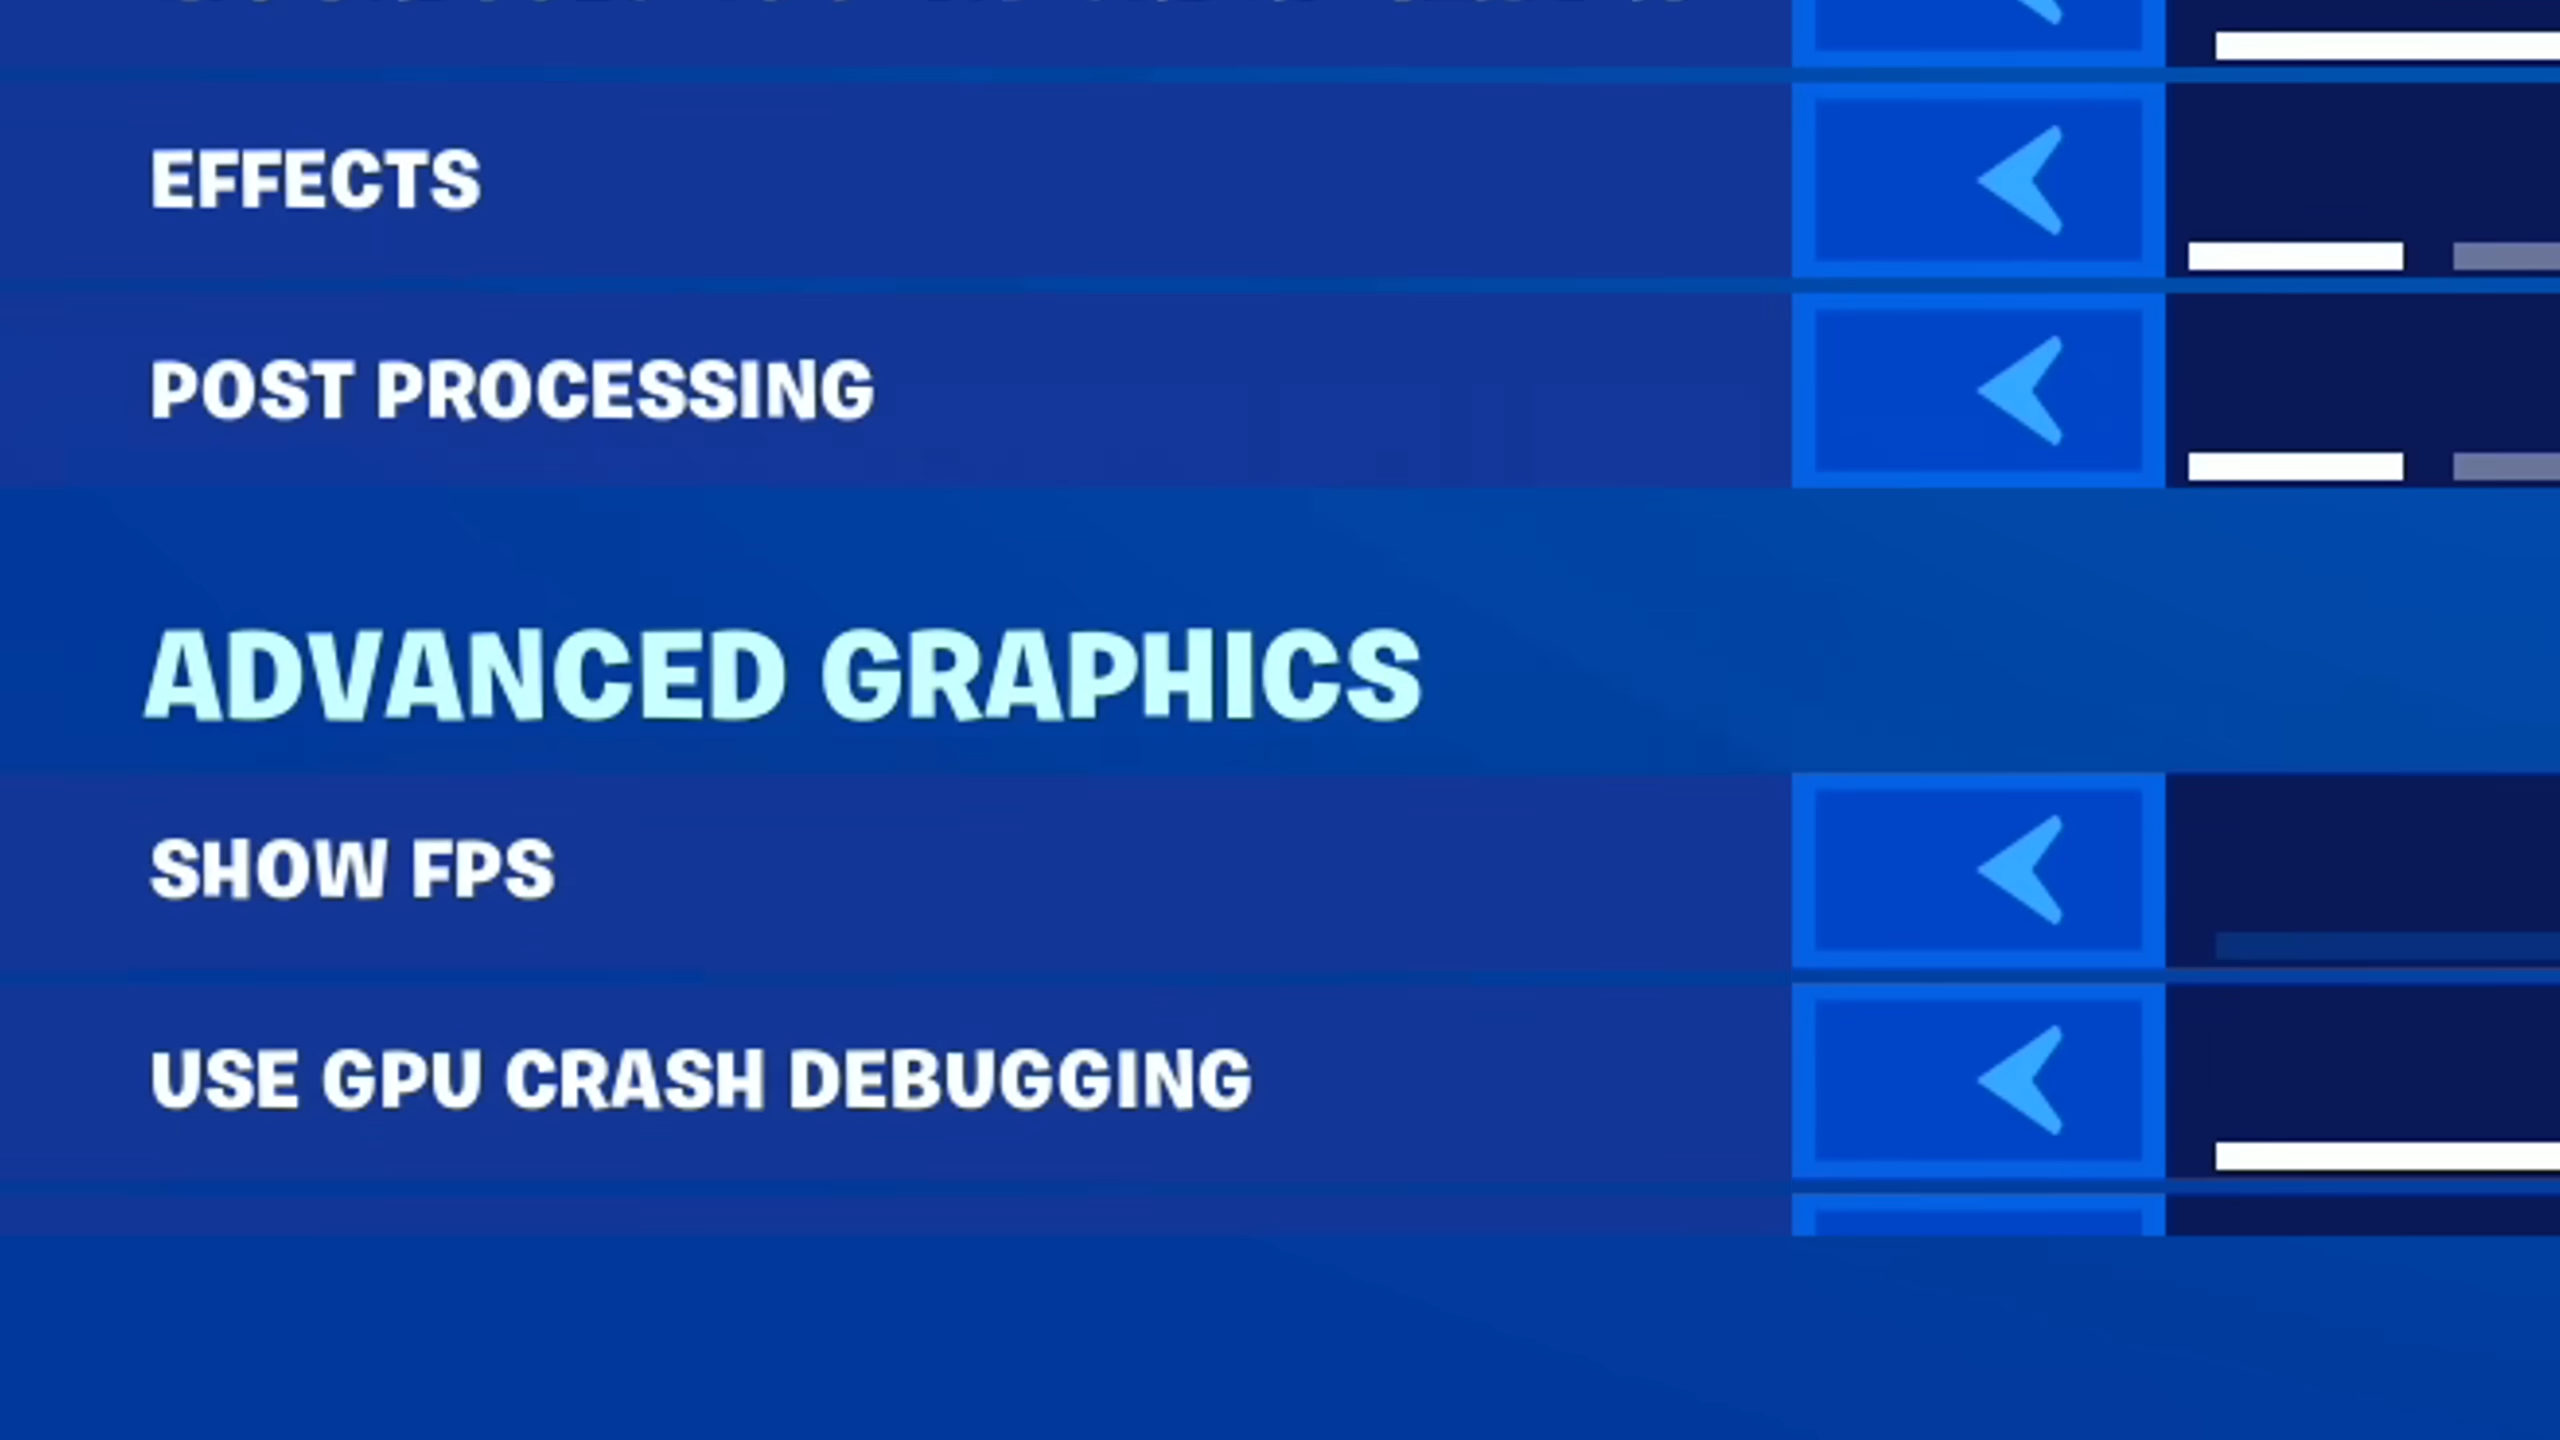 EFFECTS
POST PROCESSING
ADVANCED GRAPHICS
SHOW FPS
USE GPU CRASH DEBUGGING